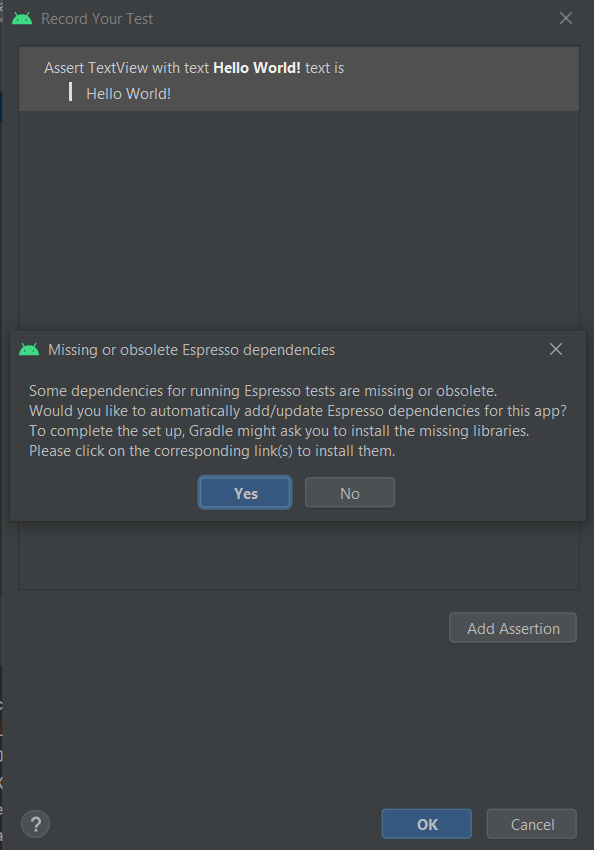 Record Your Test
Assert TextView with text Hello World! text is
Hello World!
Missing or obsolete Espresso dependencies
Some dependencies for running Espresso tests are missing or obsolete.
Would you like to automatically add/update Espresso dependencies for this app?
To complete the set up, Gradle might ask you to install the missing libraries.
Please click on the corresponding link(s) to install them.
Yes
No
Add Assertion
?
OK
Cancel